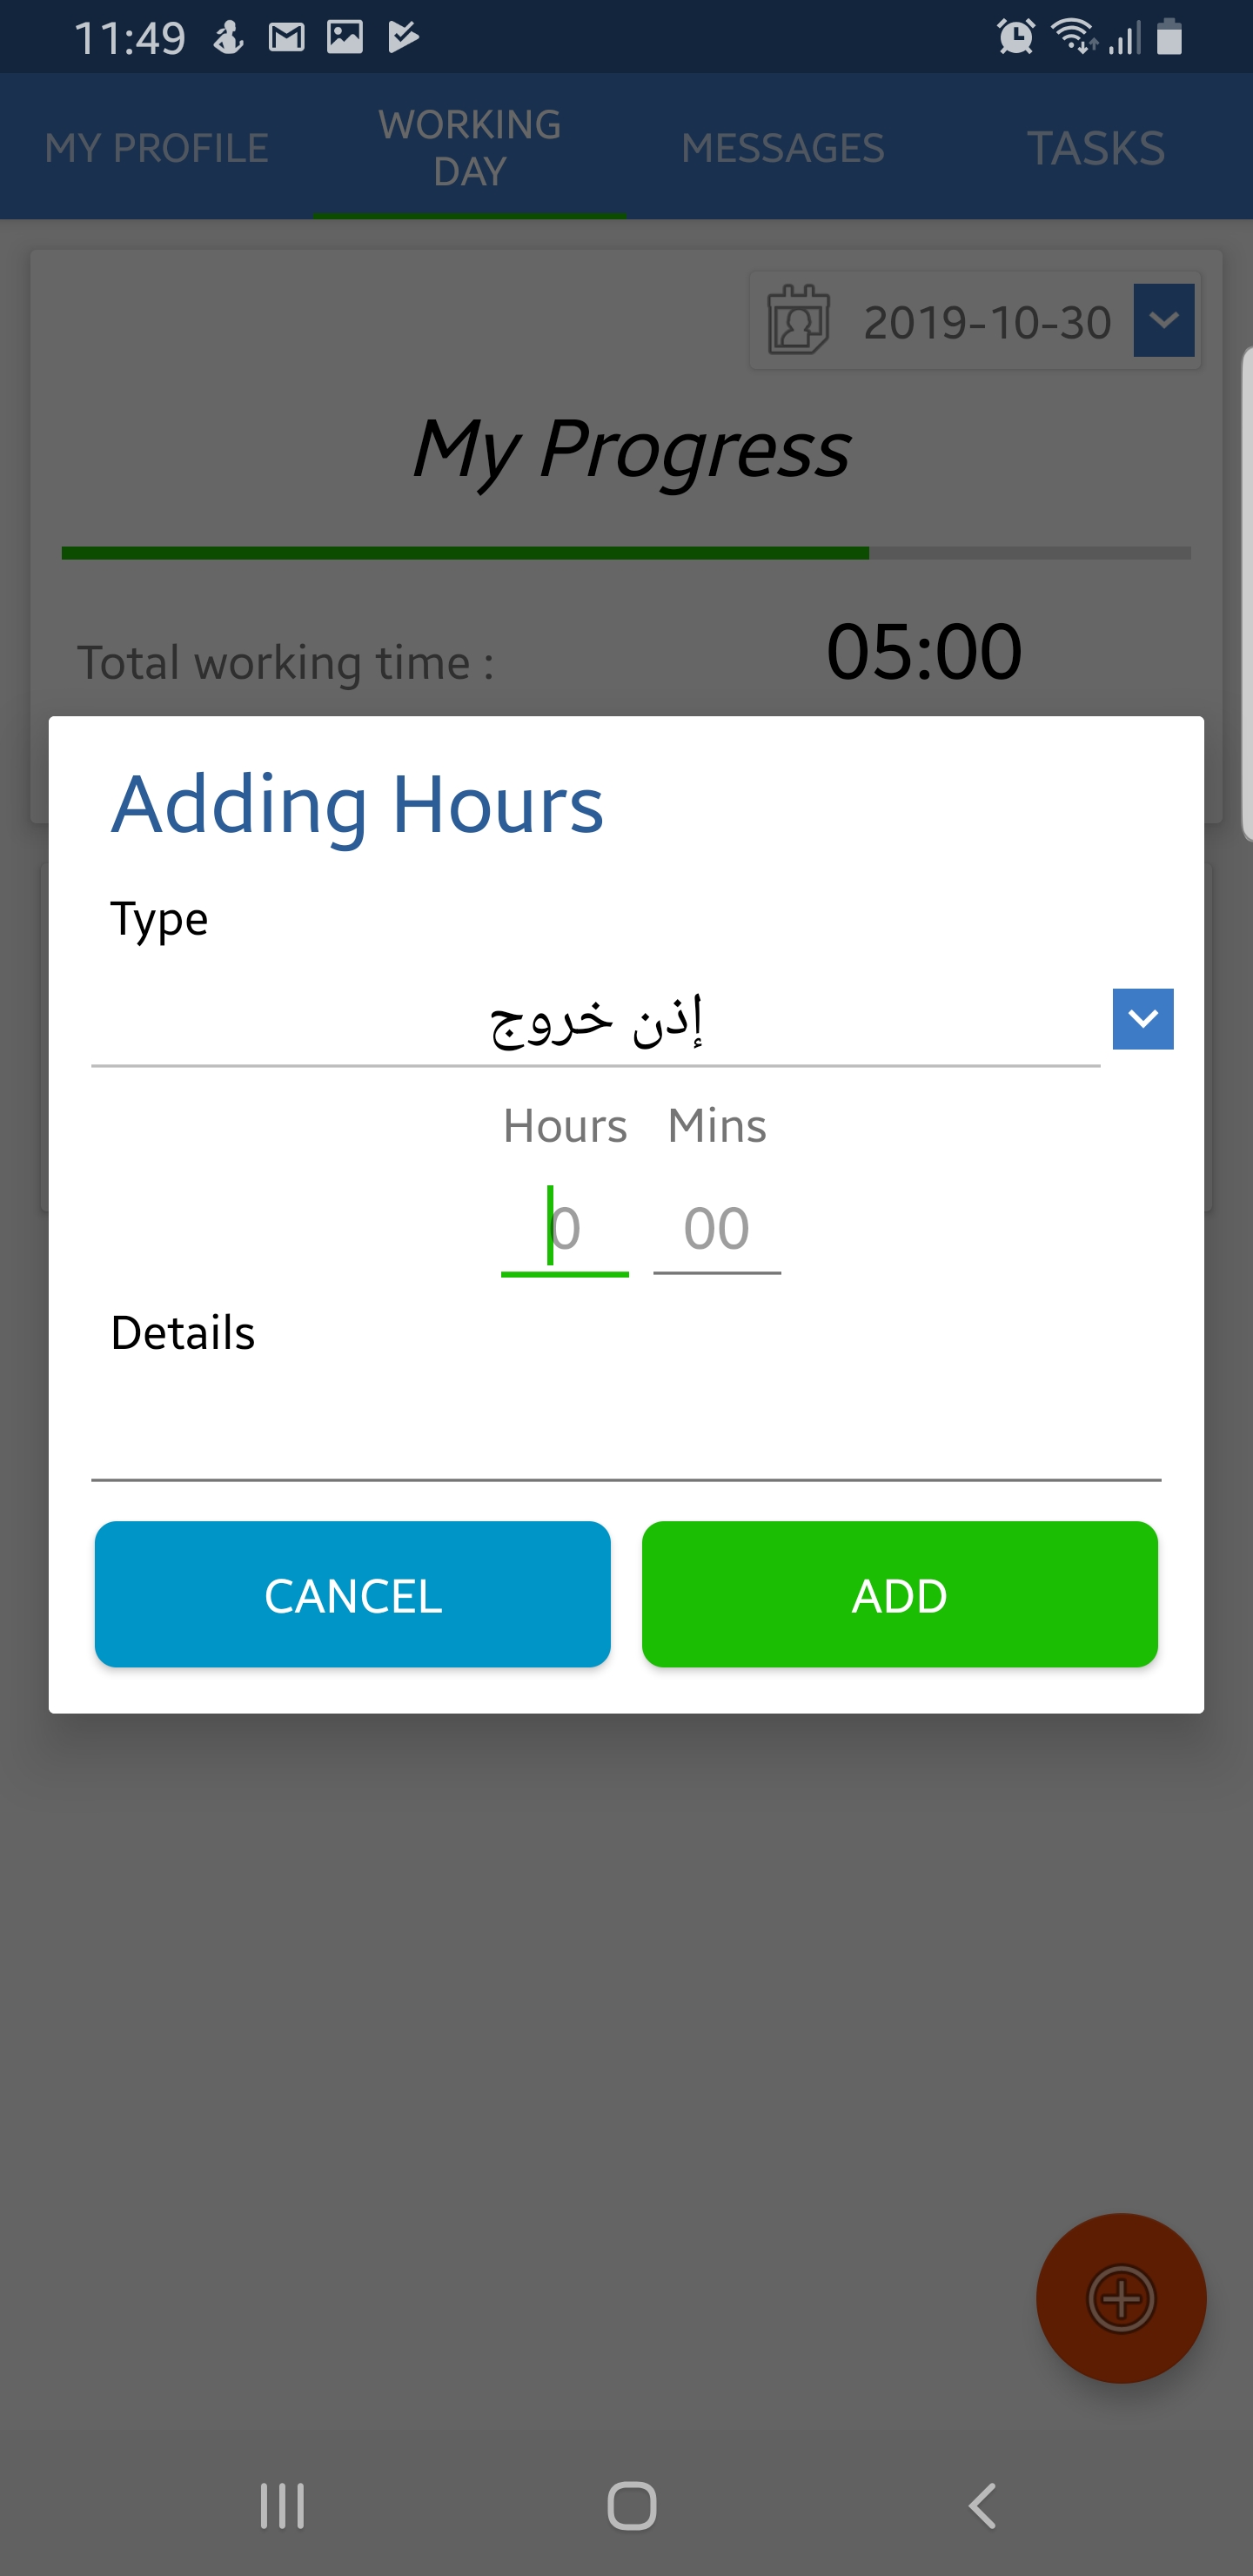 11:49
MY PROFILE
WORKING
DAY
MESSAGES
TASKS
2019-10-30
My Progress
Total working time :
05:00
Adding Hours
Type
إذن خروج
Hours Mins
0 00
Details
CANCEL
ADD